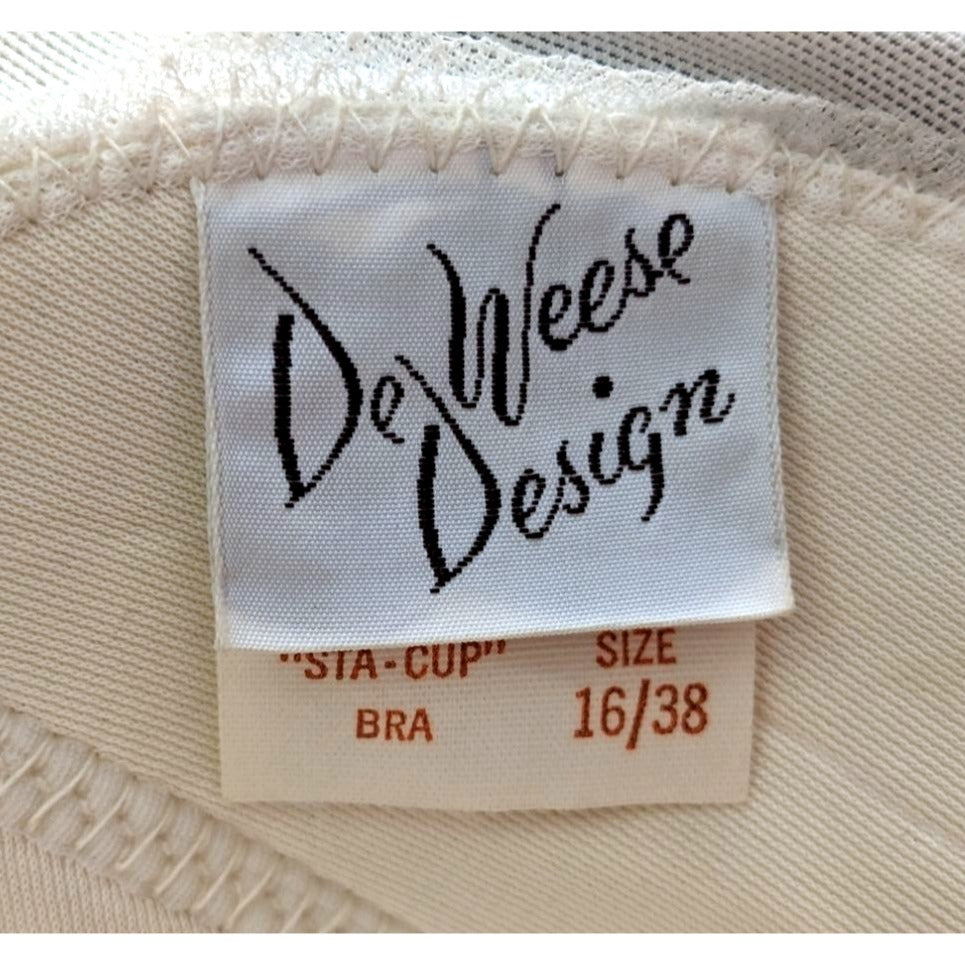 DeWeese
Design
"STA-CUP" SIZE
BRA 16/38